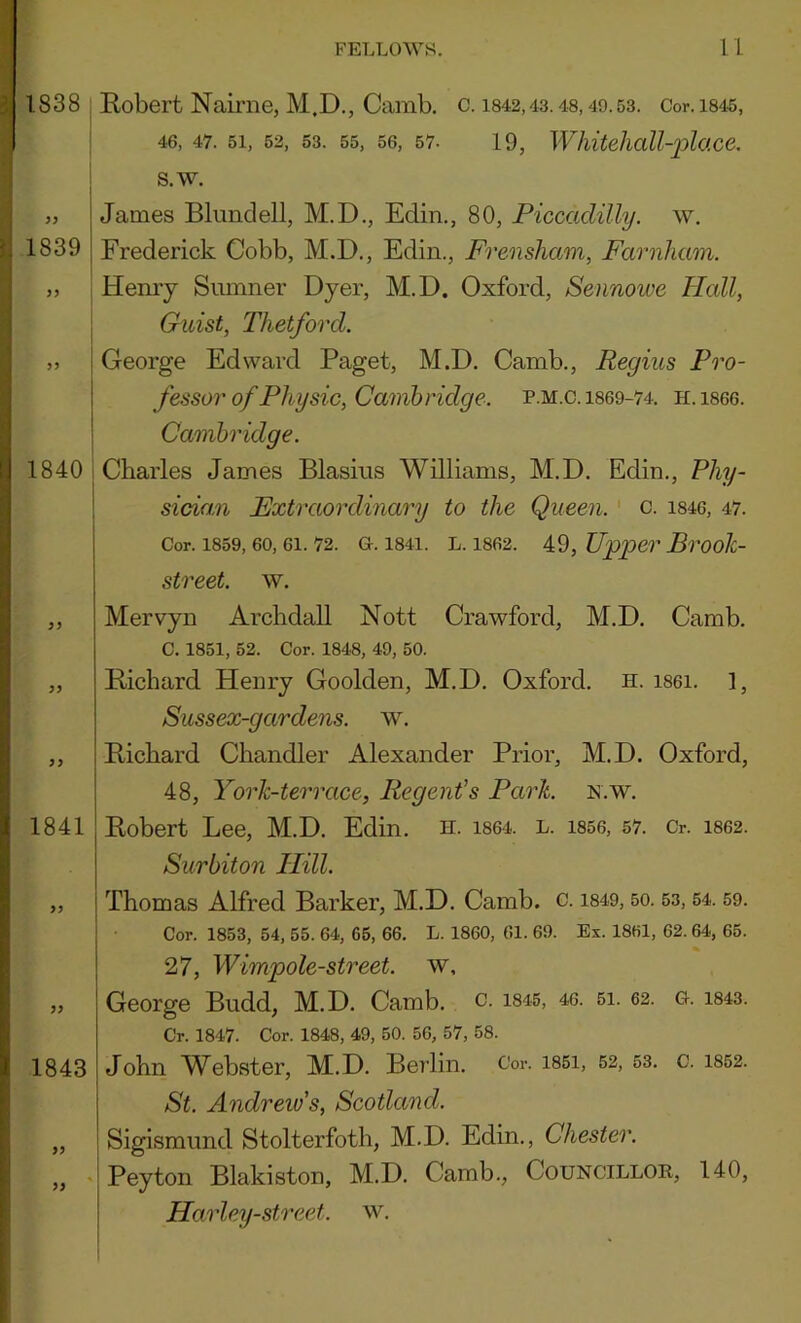 FELLOWS. 11
1838 Robert Nairne, M.D., Camb. C. 1842, 43. 48, 49. 53. Cor. 1845,
46, 47. 51, 52, 53. 55, 56, 57. 19, Whitehall-place.
S.W.
„ James Blundell, M.D., Edin., 80, Piccadilly. W.
1839 Frederick Cobb, M.D., Edin., Frensham, Farnham.
„ Henry Sumner Dyer, M.D. Oxford, Sennowe Hall,
Guist, Thetford.
„ George Edward Paget, M.D. Camb., Regius Pro-
fessor of Physic, Cambridge. P.M.C. 1869-74. H. 1866.
Cambridge.
1840 Charles James Blasius Williams, M.D. Edin., Phy-
sician Extraordinary to the Queen. C. 1846, 47.
Cor. 1859, 60, 61. 72. G. 1841. L. 1862. 49, Upper Brook-
street. W.
„ Mervyn Archdall Nott Crawford, M.D. Camb.
C. 1851, 52. Cor. 1848, 49, 50.
„ Richard Henry Goolden, M.D. Oxford. H. 1861. 1,
Sussex-gardens. W.
„ Richard Chandler Alexander Prior, M.D. Oxford,
48, York-terrace, Regent's Park. N.W.
1841 Robert Lee, M.D. Edin. H. 1864. L. 1856, 57. Cr. 1862.
Surbiton Hill.
„ Thomas Alfred Barker, M.D. Camb. C. 1849, 50. 53, 54. 59.
Cor. 1853, 54, 55. 64, 65, 66. L. 1860, 61. 69. Ex. 1861, 62. 64, 65.
27, Wimpole-street. W.
„ George Budd, M.D. Camb. C. 1845, 46. 51. 62. G. 1843.
Cr. 1847. Cor. 1848, 49, 50. 56, 57, 58.
1843 John Webster, M.D. Berlin. Cor. 1851, 52, 53. C. 1852.
St. Andrew's, Scotland.
„ Sigismund Stolterfoth, M.D. Edin., Chester.
„ Peyton Blakiston, M.D. Camb., COUNCILLOR, 140,
Harley-street. W.